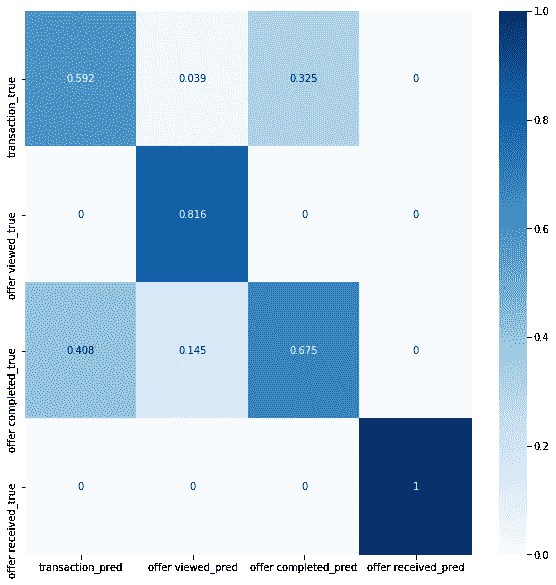 1.0
transaction_true
0.592 0.039 0.325 0
0.8
offer viewed_true
0 0.816 0 0
0.6
0.4
offer completed_true
0.408 0.145 0.675 0
0.2
offer received_true
0 0 0 1
0.0
transaction_pred offer viewed_pred offer completed_pred offer received_pred